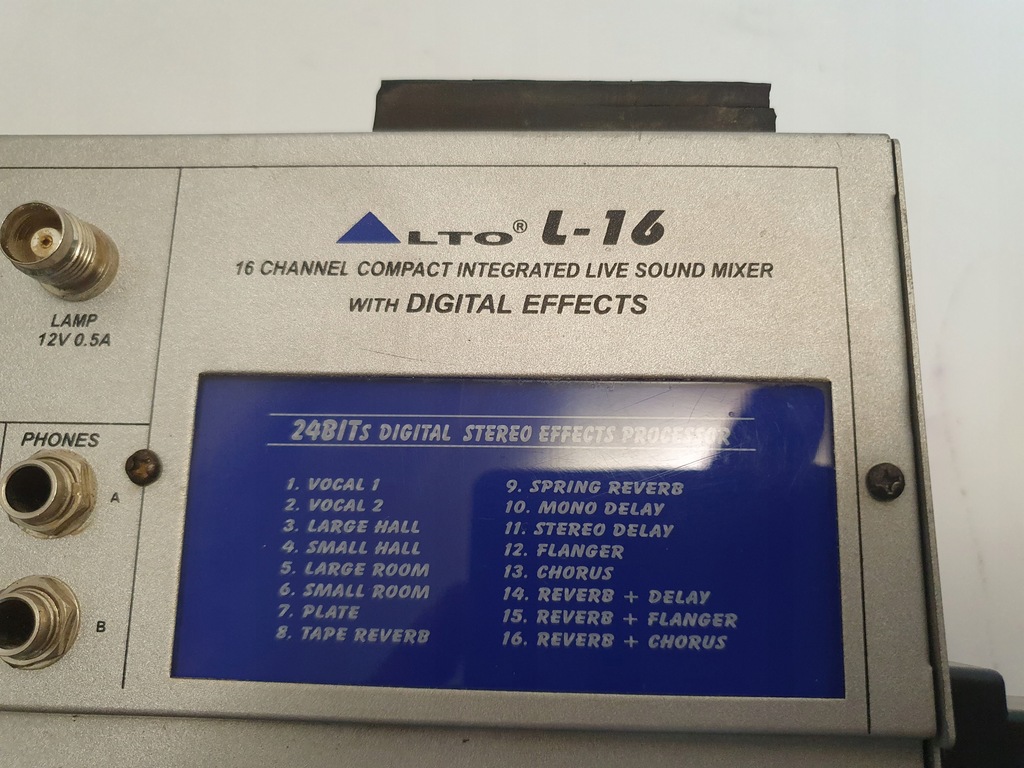 ALTO® L-16
16 CHANNEL COMPACT INTEGRATED LIVE SOUND MIXER
WITH DIGITAL EFFECTS
LAMP
12V 0.5A
PHONES
A
B
24BITs DIGITAL STEREO EFFECTS PROCESSOR
1. VOCAL 1
2. VOCAL 2
3. LARGE HALL
4. SMALL HALL
5. LARGE ROOM
6. SMALL ROOM
7. PLATE
8. TAPE REVERB
9. SPRING REVERB
10. MONO DELAY
11. STEREO DELAY
12. FLANGER
13. CHORUS
14. REVERB + DELAY
15. REVERB + FLANGER
16. REVERB + CHORUS